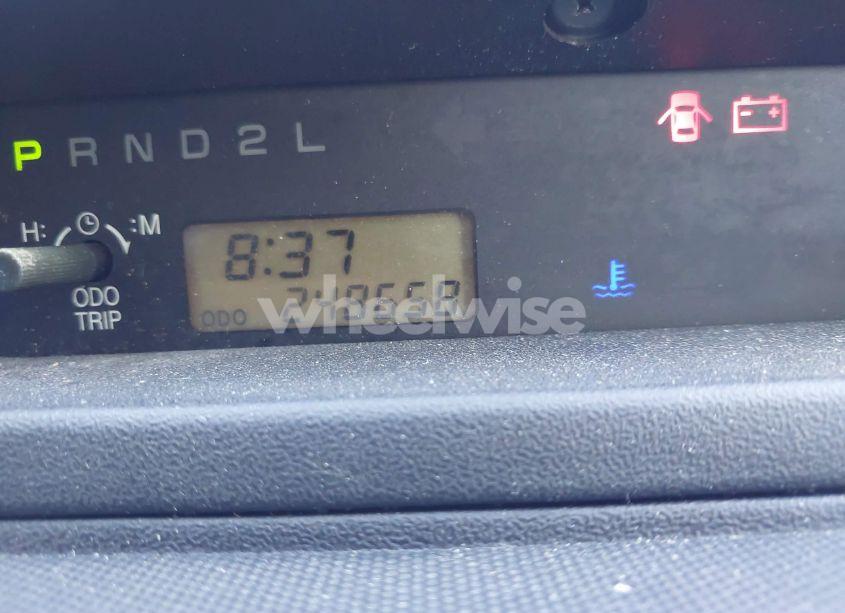 P R N D 2 L
H: :M
8:37
ODO
TRIP
ODO
wheelwise